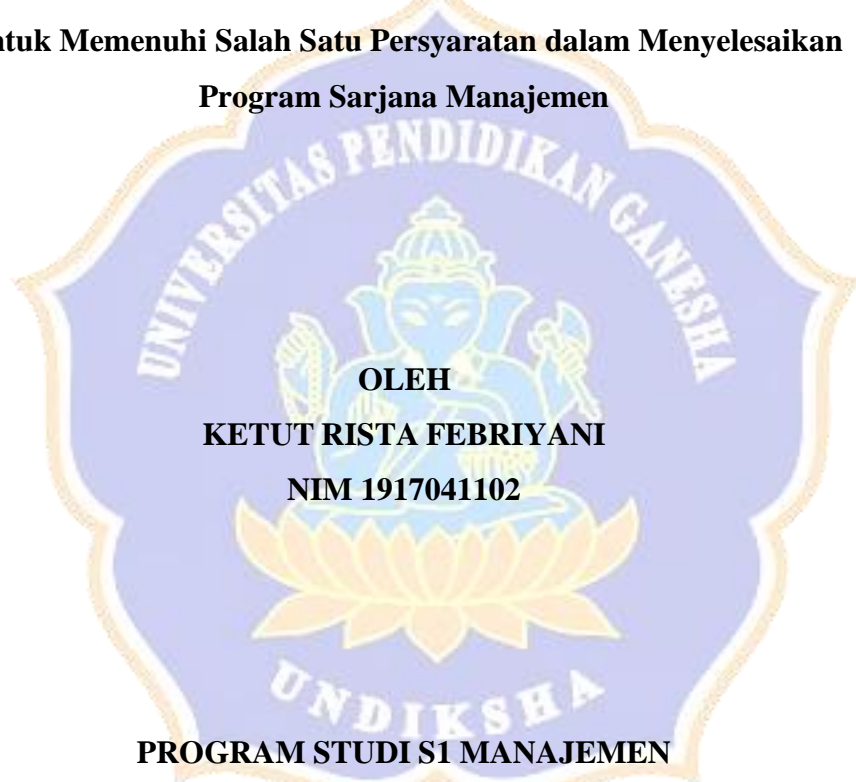 ntuk Memenuhi Salah Satu Persyaratan dalam Menyelesaikan
Program Sarjana Manajemen
UNIVERSITAS PENDIDIKAN GANESHA
OLEH
KETUT RISTA FEBRIYANI
NIM 1917041102
UNDIKSHA
PROGRAM STUDI S1 MANAJEMEN